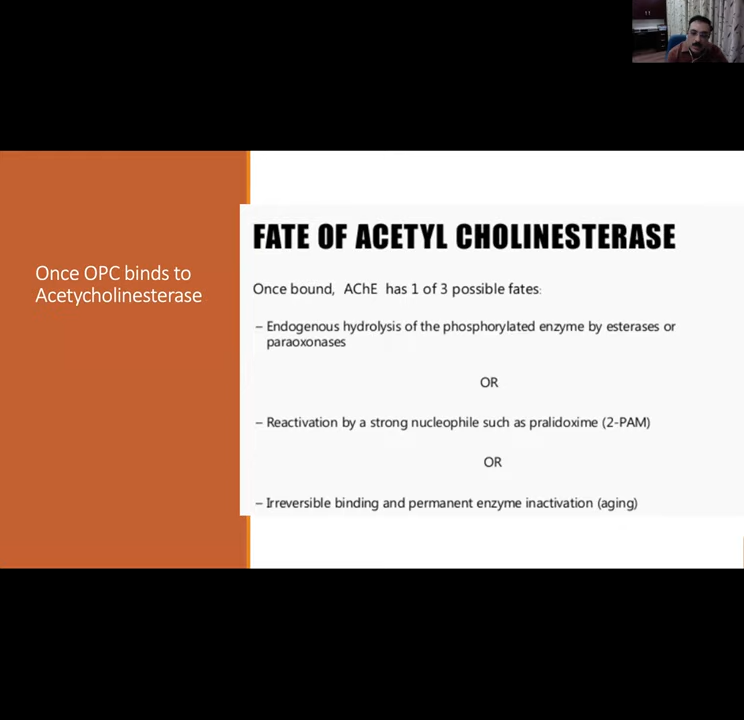 Once OPC binds to
Acetycholinesterase
FATE OF ACETYL CHOLINESTERASE
Once bound, AChE has 1 of 3 possible fates:
– Endogenous hydrolysis of the phosphorylated enzyme by esterases or
paraoxonases
OR
– Reactivation by a strong nucleophile such as pralidoxime (2-PAM)
OR
– Irreversible binding and permanent enzyme inactivation (aging)